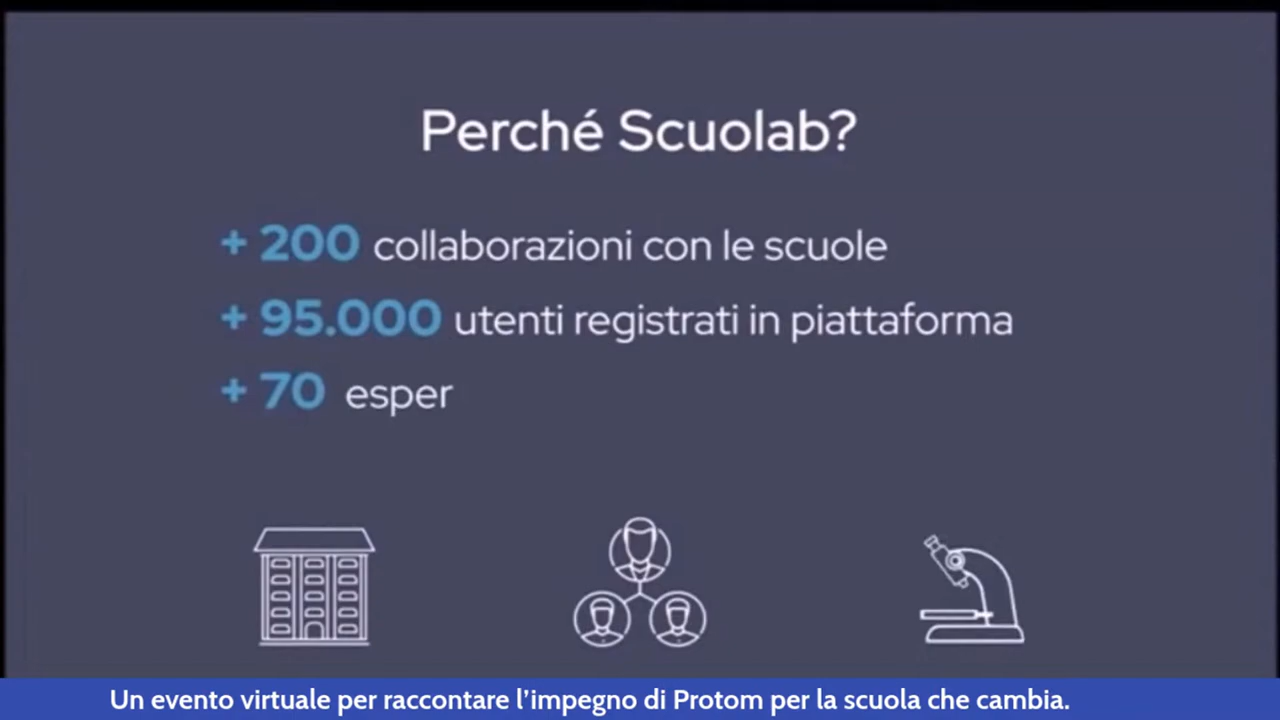 Perché Scuolab?
+ 200 collaborazioni con le scuole
+ 95.000 utenti registrati in piattaforma
+ 70 esper
Un evento virtuale per raccontare l’impegno di Protom per la scuola che cambia.